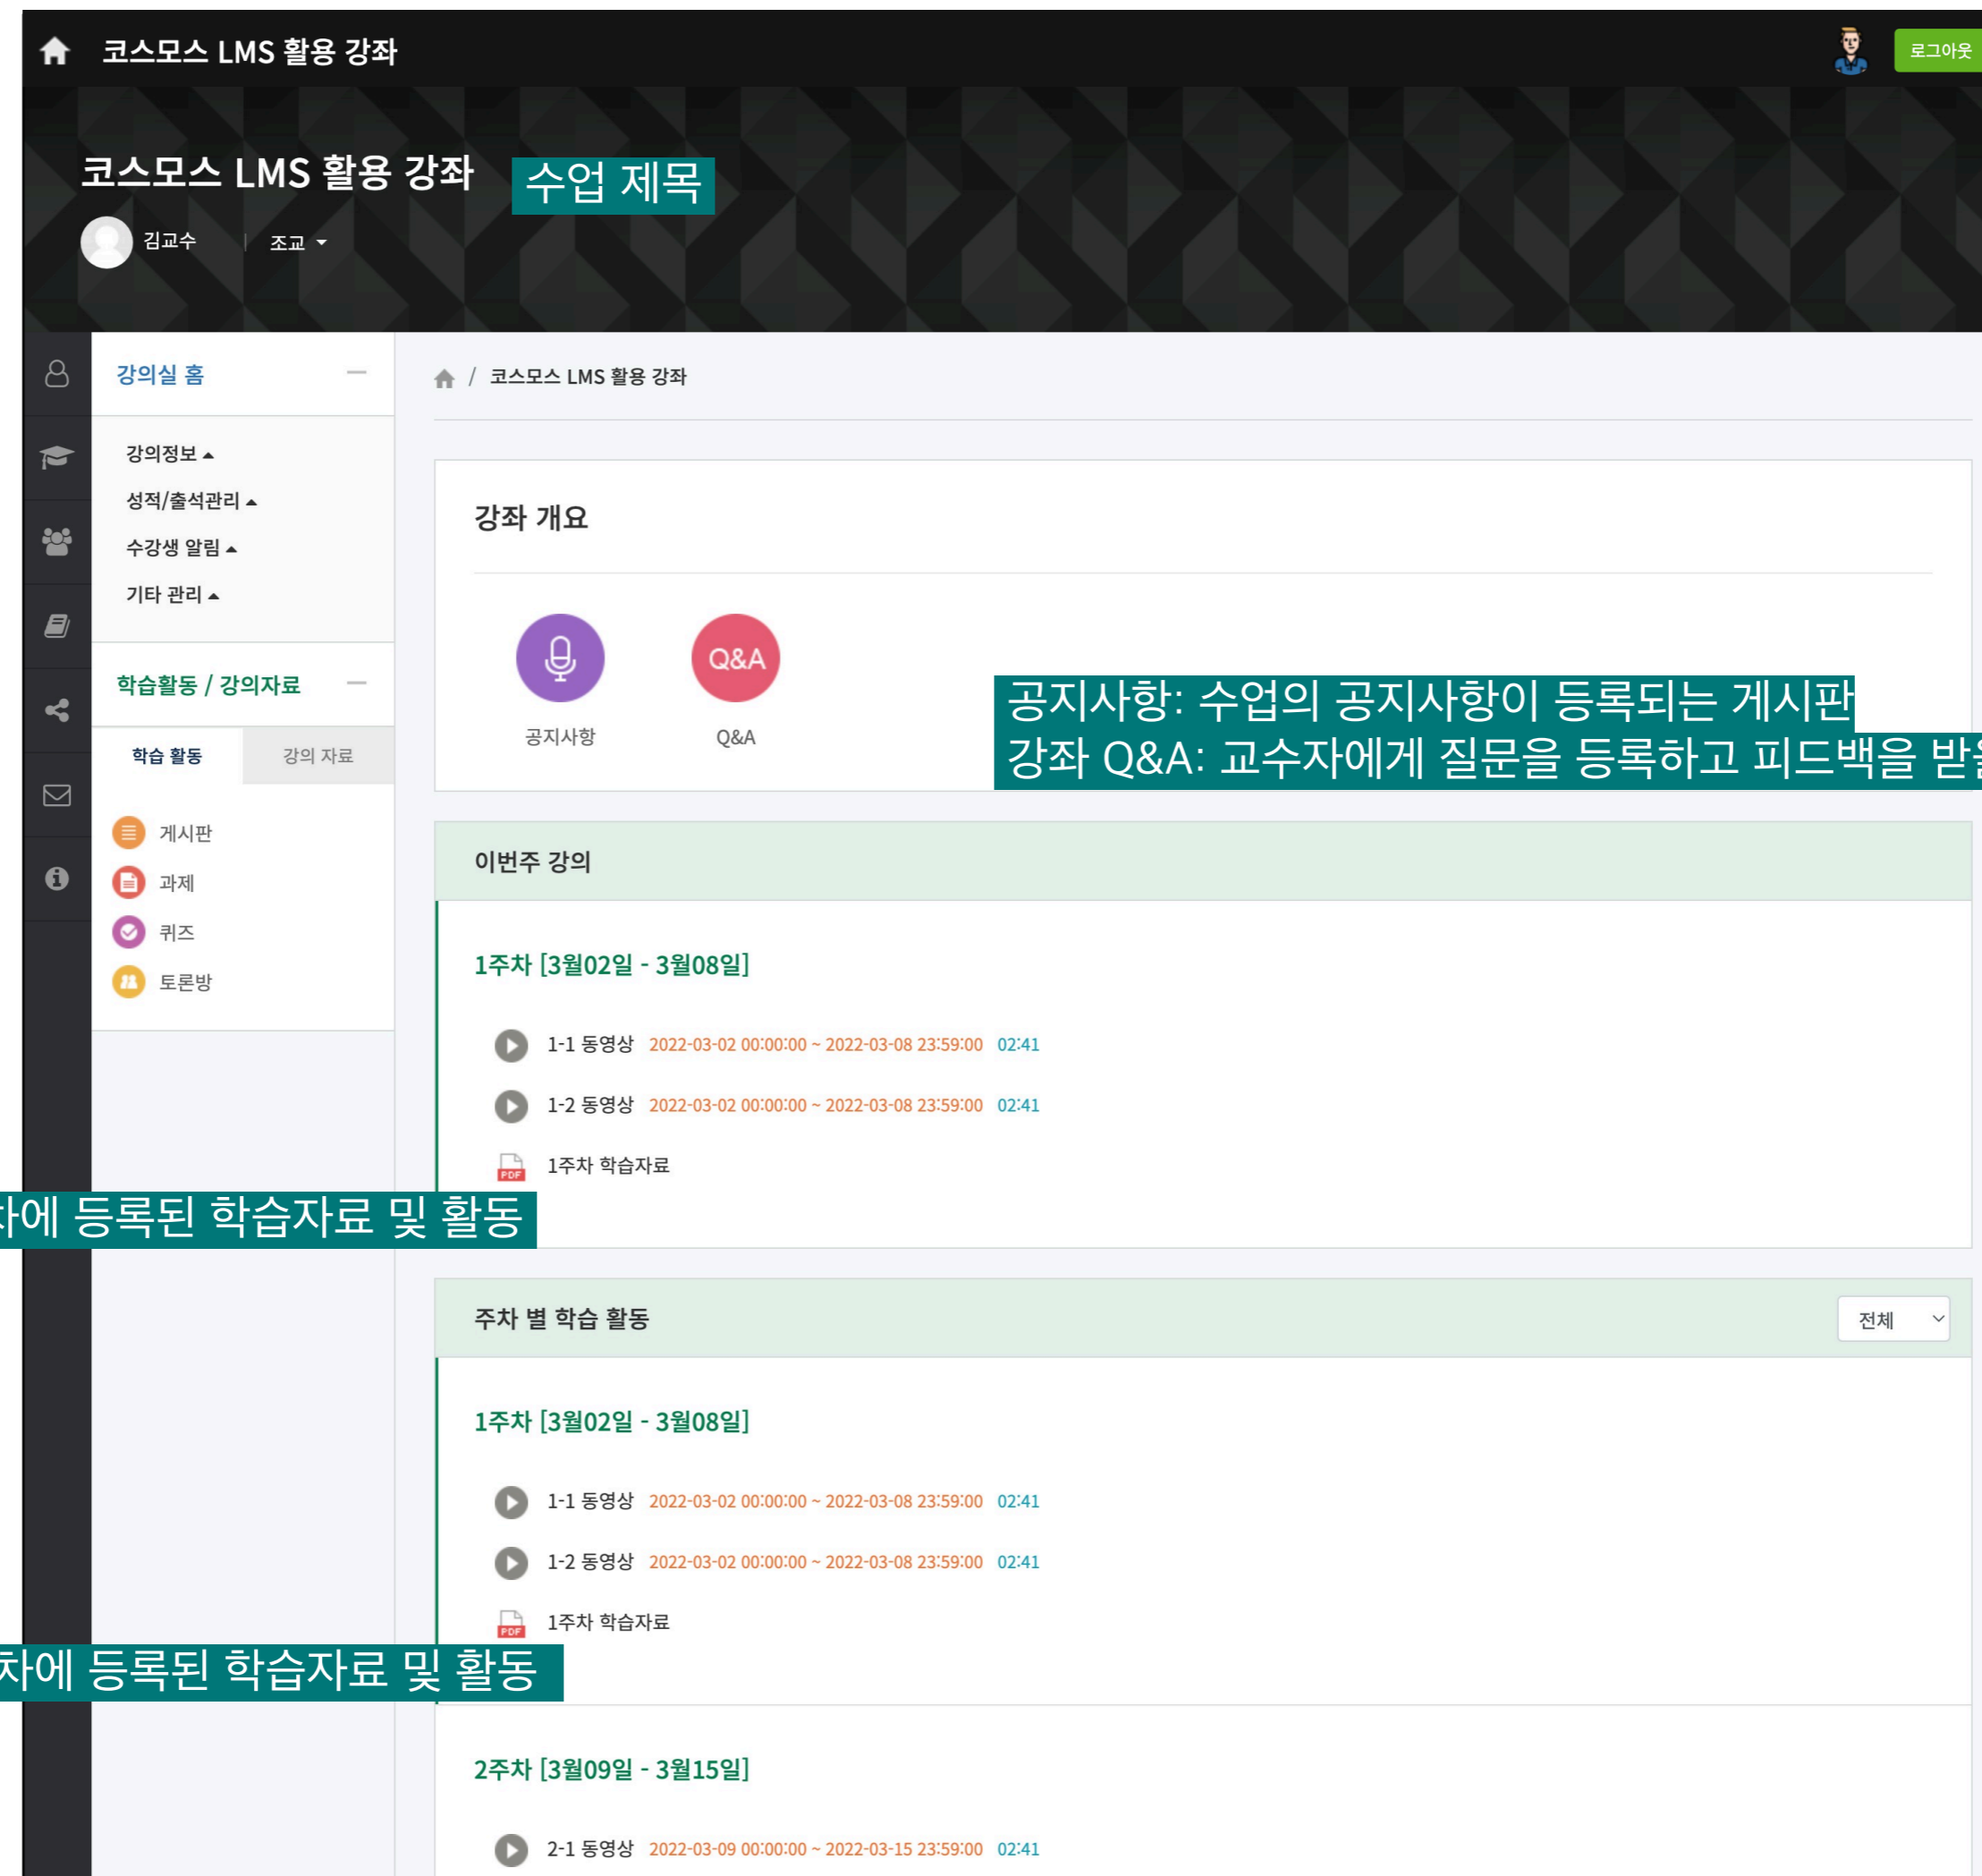 코스모스 LMS 활용 강좌
로그아웃
코스모스 LMS 활용 강좌
수업 제목
김교수
조교
강의실 홈
/ 코스모스 LMS 활용 강좌
강의정보
성적/출석관리
수강생 알림
기타 관리
강좌 개요
Q&A
공지사항
Q&A
공지사항: 수업의 공지사항이 등록되는 게시판
강좌 Q&A: 교수자에게 질문을 등록하고 피드백을
학습활동 / 강의자료
학습 활동
강의 자료
게시판
과제
퀴즈
토론방
이번주 강의
1주차 [3월02일 - 3월08일]
1-1 동영상 2022-03-02 00:00:00 ~ 2022-03-08 23:59:00 02:41
1-2 동영상 2022-03-02 00:00:00 ~ 2022-03-08 23:59:00 02:41
PDF 1주차 학습자료
등록된 학습자료 및 활동
주차 별 학습 활동
전체
1주차 [3월02일 - 3월08일]
1-1 동영상 2022-03-02 00:00:00 ~ 2022-03-08 23:59:00 02:41
1-2 동영상 2022-03-02 00:00:00 ~ 2022-03-08 23:59:00 02:41
PDF 1주차 학습자료
차에 등록된 학습자료 및 활동
2주차 [3월09일 - 3월15일]
2-1 동영상 2022-03-09 00:00:00 ~ 2022-03-15 23:59:00 02:41